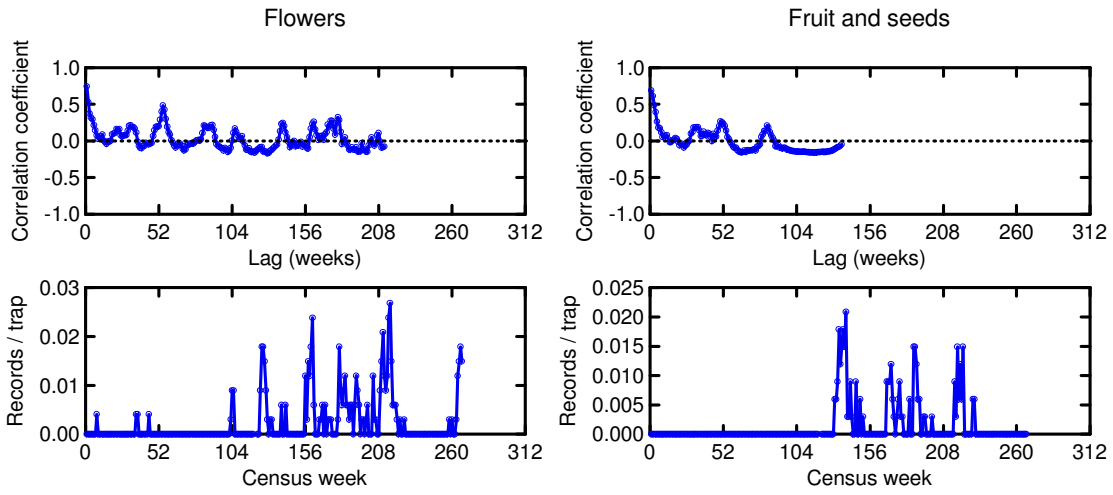 Flowers
Fruit and seeds
Correlation coefficient
1.0
0.5
0.0
-0.5
-1.0
0 52 104 156 208 260 312
Lag (weeks)
Correlation coefficient
1.0
0.5
0.0
-0.5
-1.0
0 52 104 156 208 260 312
Lag (weeks)
Records / trap
0.03
0.02
0.01
0.00
0 52 104 156 208 260 312
Census week
Records / trap
0.025
0.020
0.015
0.010
0.005
0.000
0 52 104 156 208 260 312
Census week